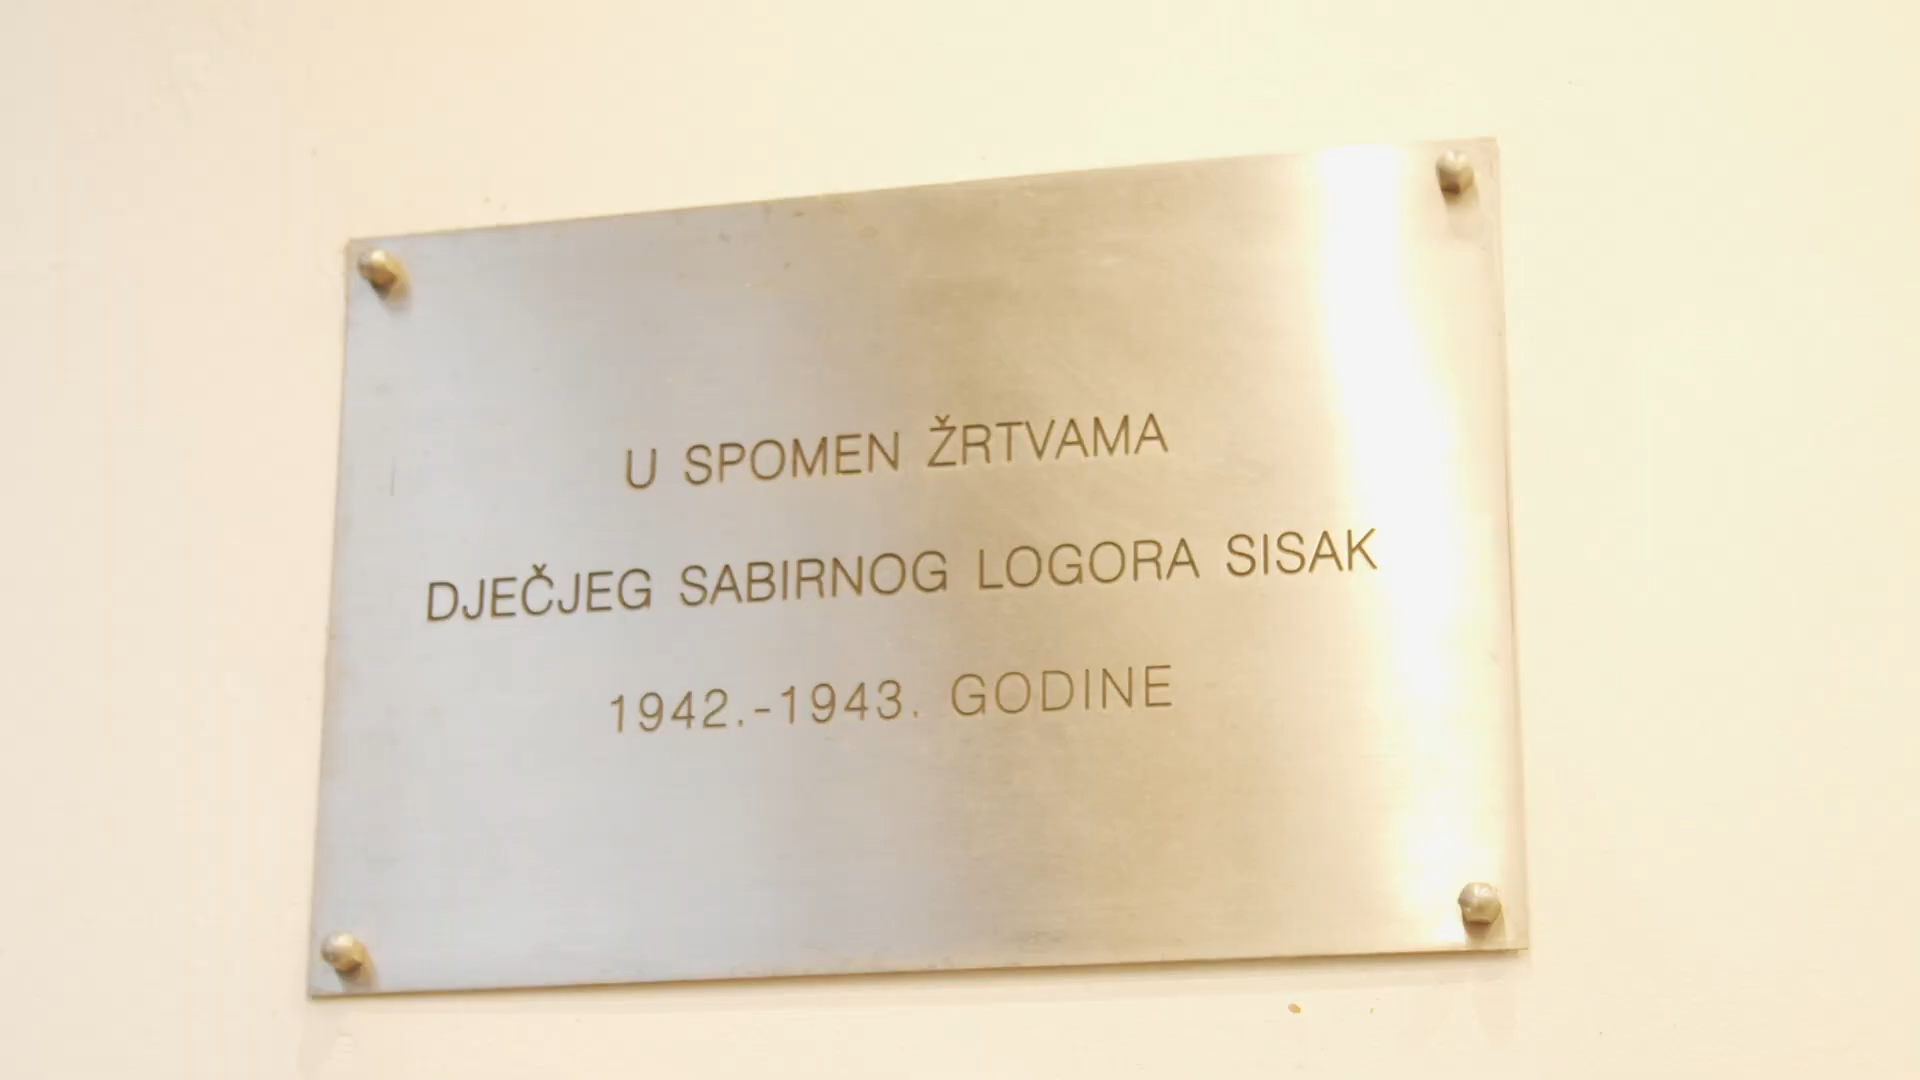 U SPOMEN ŽRTVAMA
DJEČJEG SABIRNOG LOGORA SISAK
1942.-1943. GODINE